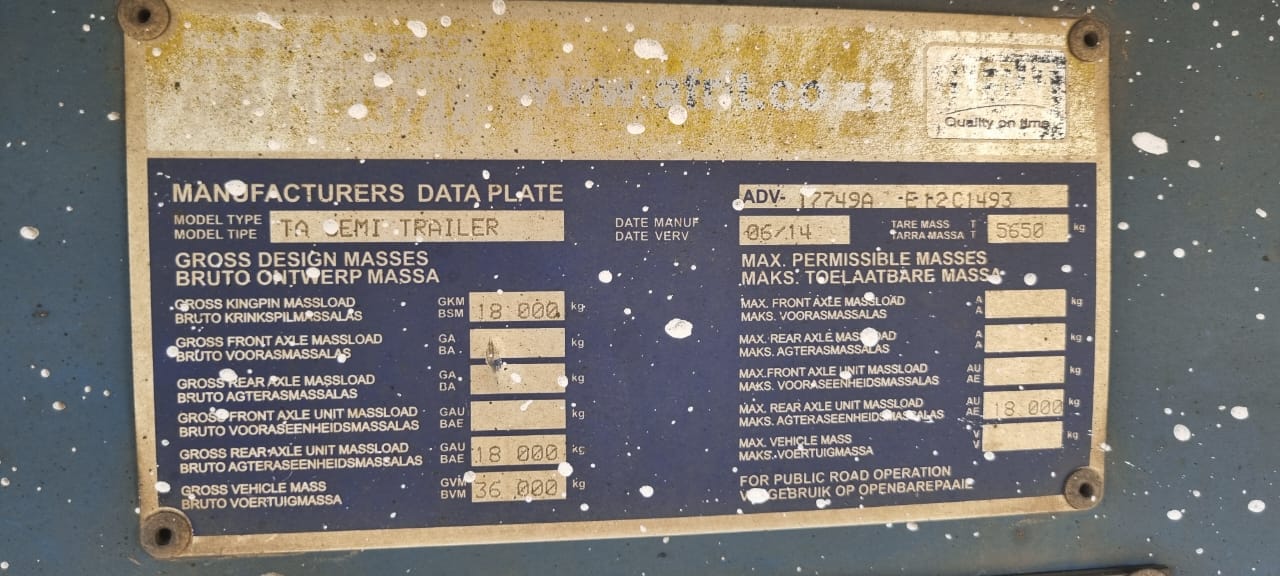 www.afrit.co.za
Quality on time
MANUFACTURERS DATA PLATE
MODEL TYPE
MODEL TIPE
TA SEMI TRAILER
DATE MANUF
DATE VERV
ADV- 17749A
06/14
TARE MASS T
TARRA MASSA T
5650 kg
GROSS DESIGN MASSES
BRUTO ONTWERP MASSA
GROSS KINGPIN MASSLOAD GKM
BRUTO KRINKSPILMASSALAS BSM
18 000 kg
GROSS FRONT AXLE MASSLOAD GA
BRUTO VOORASMASSALAS BA
kg
GROSS REAR AXLE MASSLOAD GA
BRUTO AGTERASMASSALAS BA
kg
GROSS FRONT AXLE UNIT MASSLOAD GAU
BRUTO VOORASEENHEIDSMASSALAS BAE
kg
GROSS REAR AXLE UNIT MASSLOAD GAU
BRUTO AGTERASEENHEIDSMASSALAS BAE
18 000 kg
GROSS VEHICLE MASS GVM
BRUTO VOERTUIGMASSA BVM
36 000 kg
MAX. PERMISSIBLE MASSES
MAKS. TOELAATBARE MASSA
MAX. FRONT AXLE MASSLOAD A
MAKS. VOORASMASSALAS A
kg
MAX. REAR AXLE MASSLOAD A
MAKS. AGTERASMASSALAS A
kg
MAX. FRONT AXLE UNIT MASSLOAD AU
MAKS. VOORASEENHEIDSMASSALAS AE
kg
MAX. REAR AXLE UNIT MASSLOAD AU
MAKS. AGTERASEENHEIDSMASSALAS AE
18 000 kg
MAX. VEHICLE MASS V
MAKS. VOERTUIGMASSA V
kg
FOR PUBLIC ROAD OPERATION
VIR GEBRUIK OP OPENBAREPAAIE